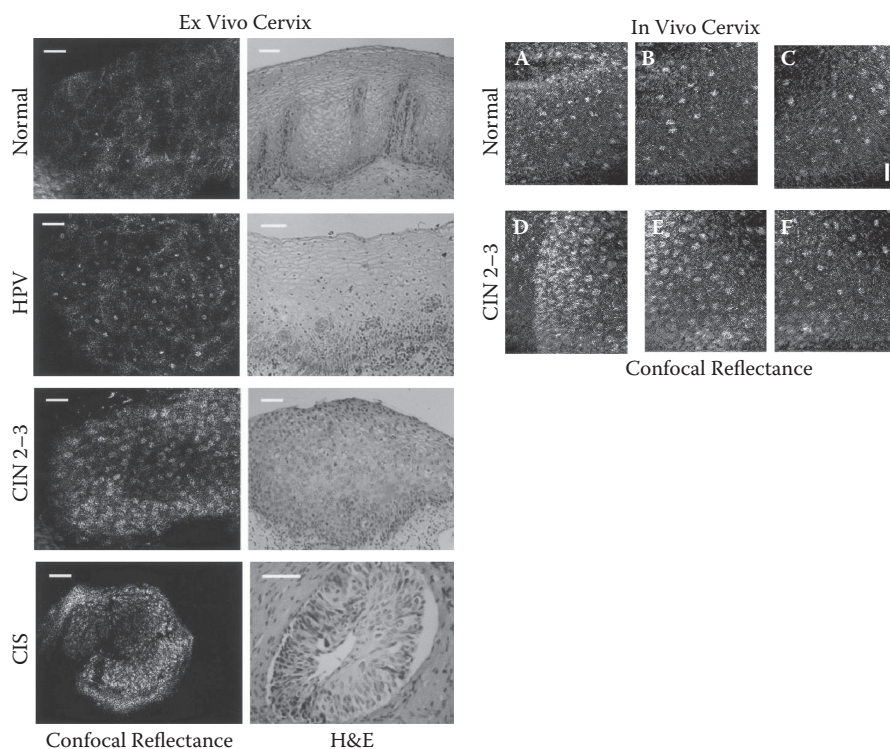 Ex Vivo Cervix
Normal
HPV
CIN 2–3
CIS
Confocal Reflectance
H&E
In Vivo Cervix
Normal
A
B
C
CIN 2–3
D
E
F
Confocal Reflectance